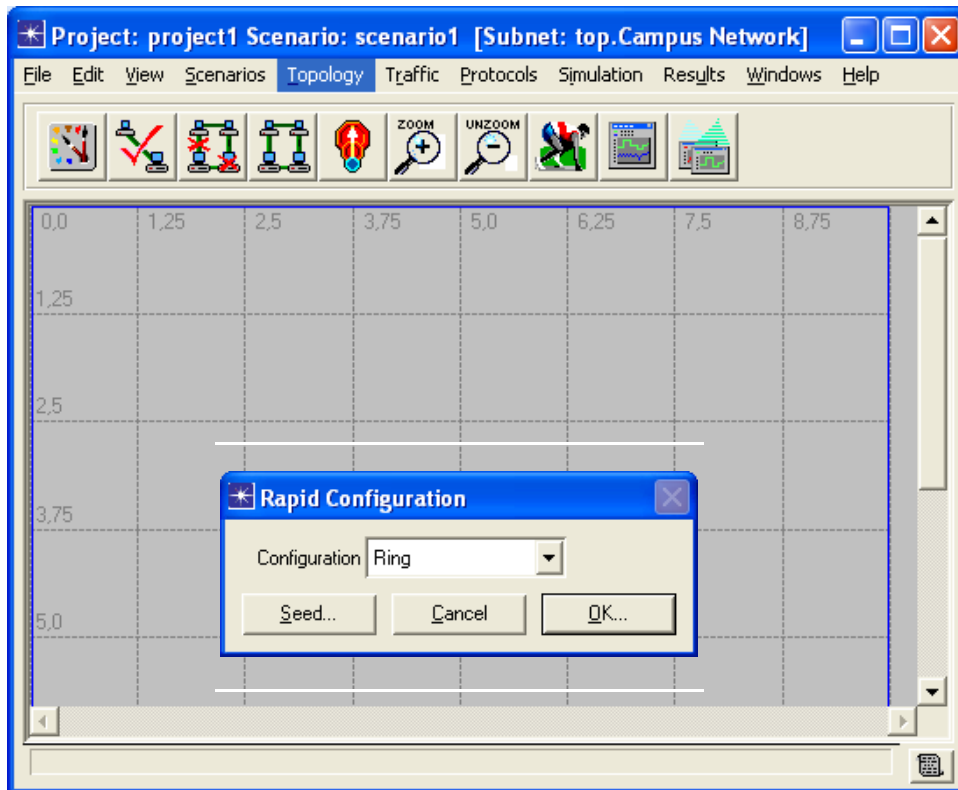 Project: project1 Scenario: scenario1 [Subnet: top.Campus Network]
File Edit View Scenarios Topology Traffic Protocols Simulation Results Windows Help
ZOOM UNZOOM
0,0 1,25 2,5 3,75 5,0 6,25 7,5 8,75
1,25
2,5
3,75
5,0
Rapid Configuration
Configuration Ring
Seed... Cancel OK...